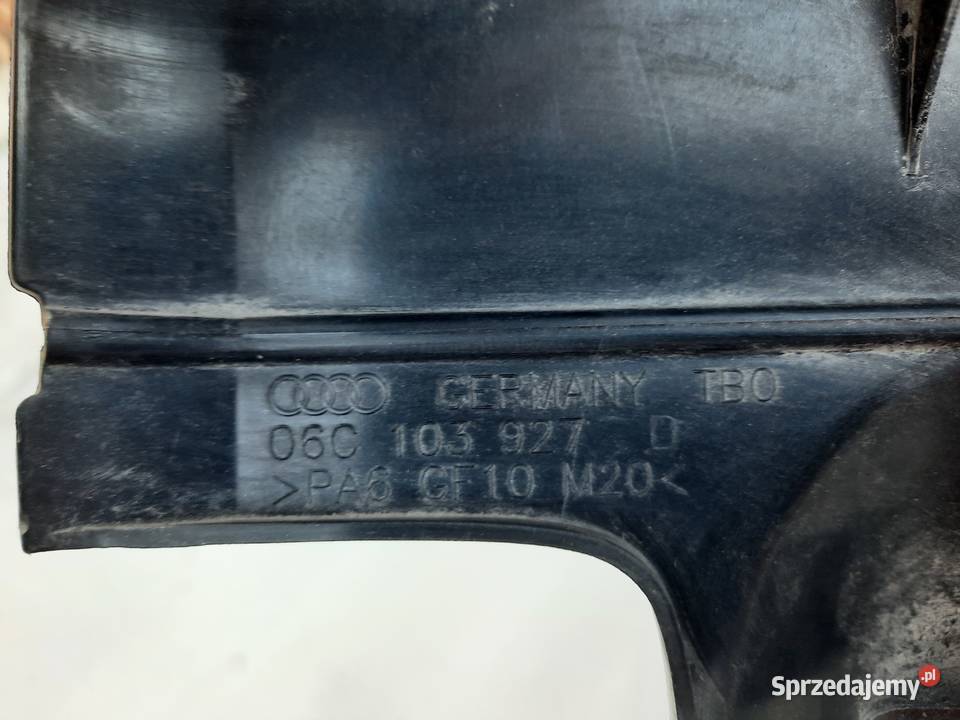 GERMANY TBO
06C 103 927 D
>PA6 GF10 M20<
Sprzedajemy.pl